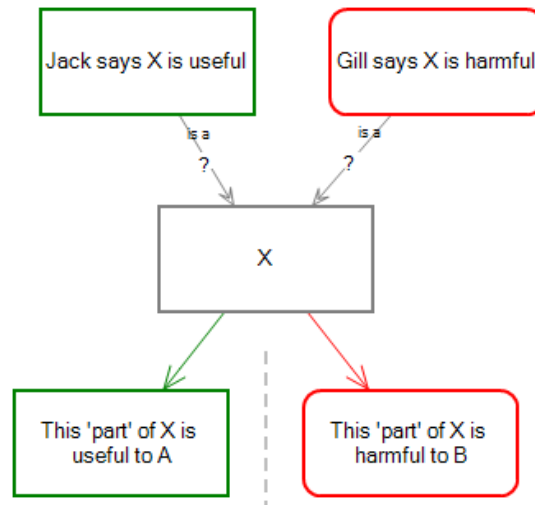 Jack says X is useful
Gill says X is harmful
is a
?
is a
?
X
This 'part' of X is
useful to A
This 'part' of X is
harmful to B